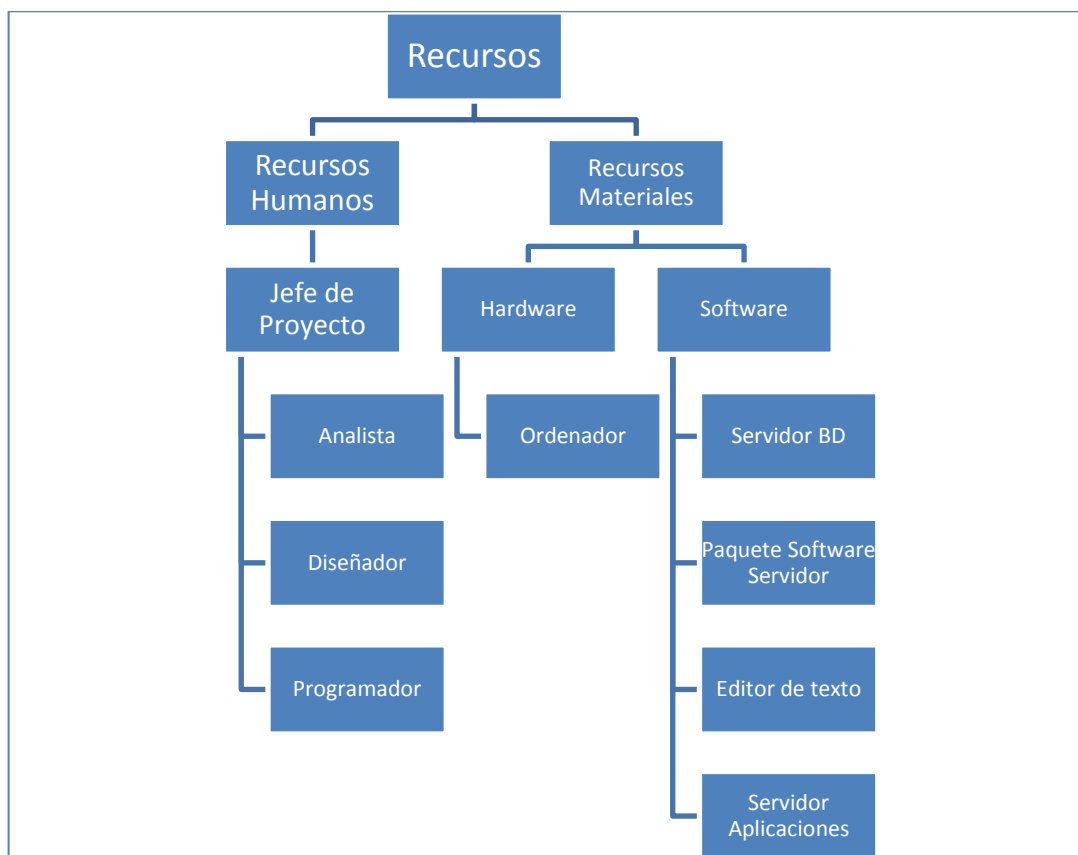 Recursos
Recursos
Humanos
Recursos
Materiales
Jefe de
Proyecto
Hardware
Software
Analista
Ordenador
Servidor BD
Diseñador
Paquete Software
Servidor
Programador
Editor de texto
Servidor
Aplicaciones